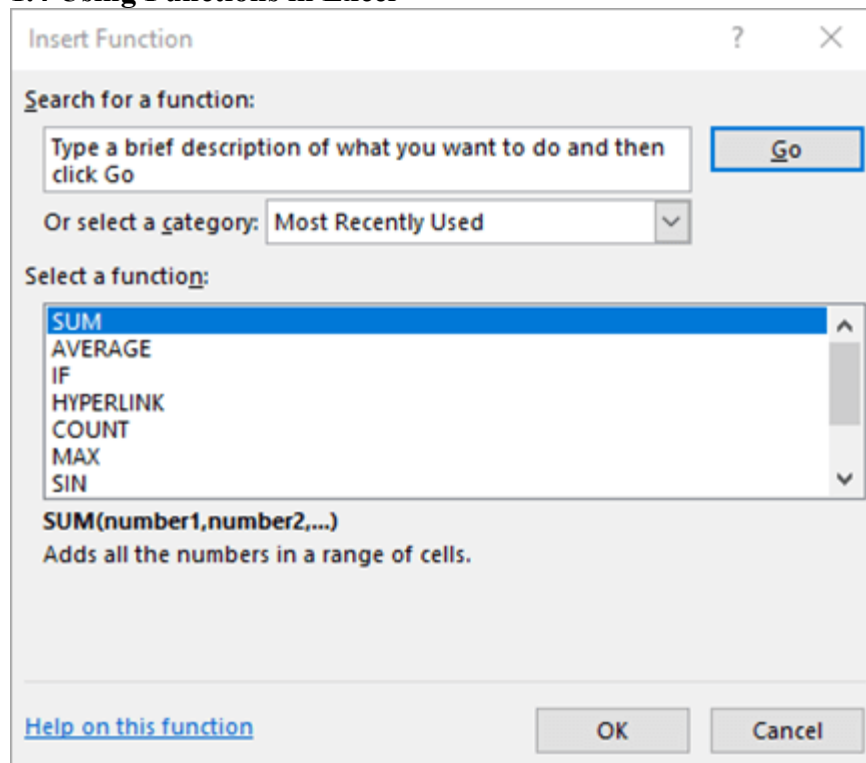 Insert Function
?
Search for a function:
Type a brief description of what you want to do and then
click Go
Go
Or select a category: Most Recently Used
Select a function:
SUM
AVERAGE
IF
HYPERLINK
COUNT
MAX
SIN
SUM(number1,number2,...)
Adds all the numbers in a range of cells.
Help on this function
OK
Cancel